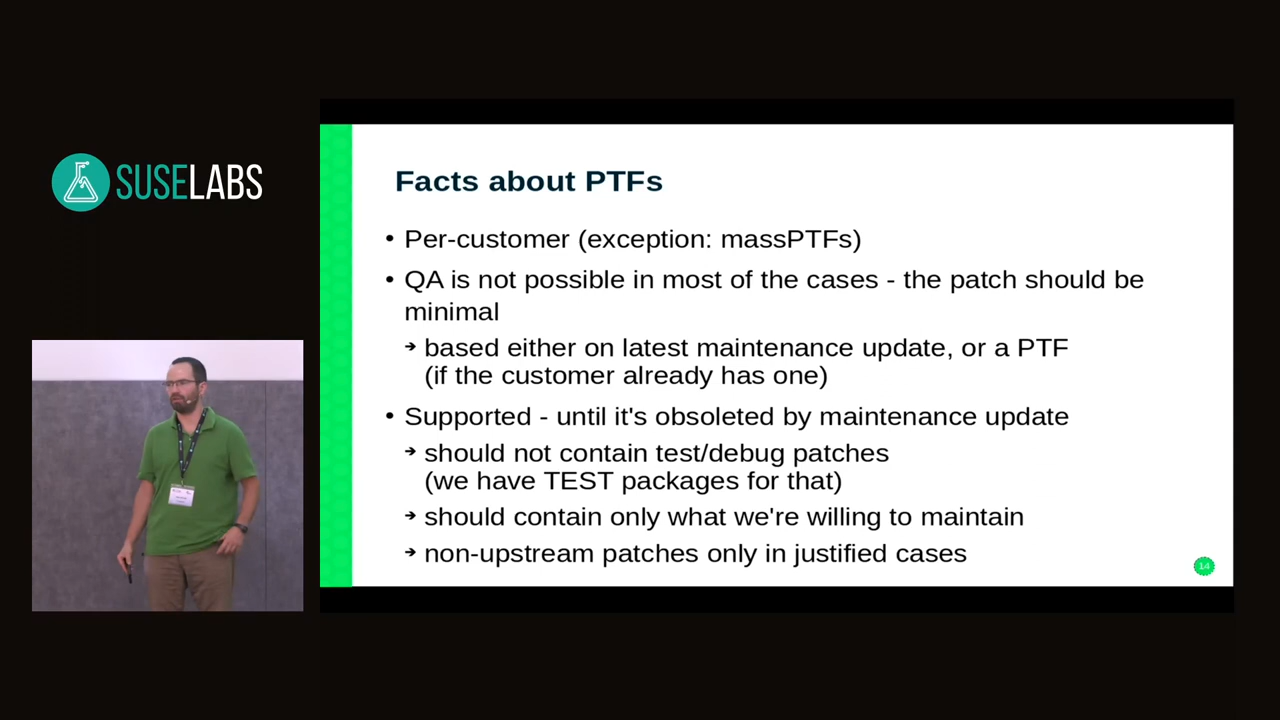 SUSELABS
Facts about PTFs
• Per-customer (exception: massPTFs)
• QA is not possible in most of the cases - the patch should be
minimal
➔ based either on latest maintenance update, or a PTF
(if the customer already has one)
• Supported - until it's obsoleted by maintenance update
➔ should not contain test/debug patches
(we have TEST packages for that)
➔ should contain only what we're willing to maintain
➔ non-upstream patches only in justified cases
14